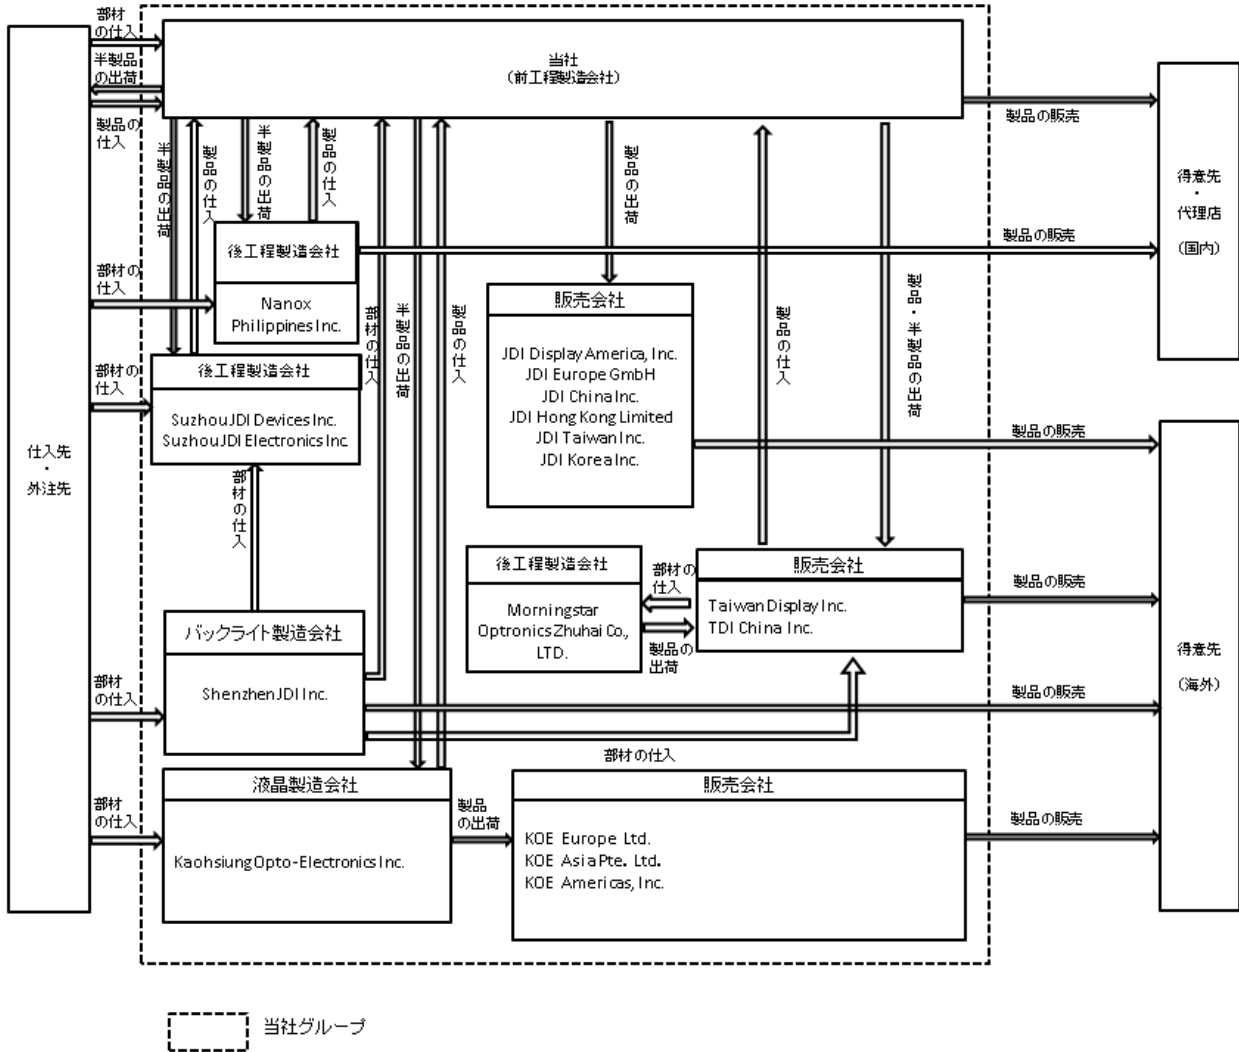 部材
の仕入
半製品
の出荷
製品の
仕入
当社
(前工程製造会社)
製品の販売
半製品の出荷
製品の仕入
半製品の出荷
製品の仕入
部材の仕入
半製品の出荷
製品の仕入
製品の出荷
製品の仕入
製品・半製品の出荷
得意先
・
代理店
(国内)
後工程製造会社
Nanox
Philippines Inc.
製品の販売
部材の
仕入
後工程製造会社
Suzhou JDI Devices Inc.
Suzhou JDI Electronics Inc
部材の
仕入
販売会社
JDI Display America, Inc.
JDI Europe GmbH
JDI China Inc.
JDI Hong Kong Limited
JDI Taiwan Inc.
JDI Korea Inc.
製品の販売
仕入先
・
外注先
部材の仕入
後工程製造会社
Morningstar
Optronics Zhuhai Co.,
LTD.
部材の
仕入
製品の
出荷
販売会社
Taiwan Display Inc.
TDI China Inc.
製品の販売
得意先
(海外)
バックライト製造会社
Shenzhen JDI Inc.
部材
の仕入
製品の販売
部材の仕入
液晶製造会社
Kaohsiung Opto-Electronics Inc.
部材
の仕入
製品
の出荷
販売会社
KOE Europe Ltd.
KOE Asia Pte. Ltd.
KOE Americas, Inc.
製品の販売
当社グループ